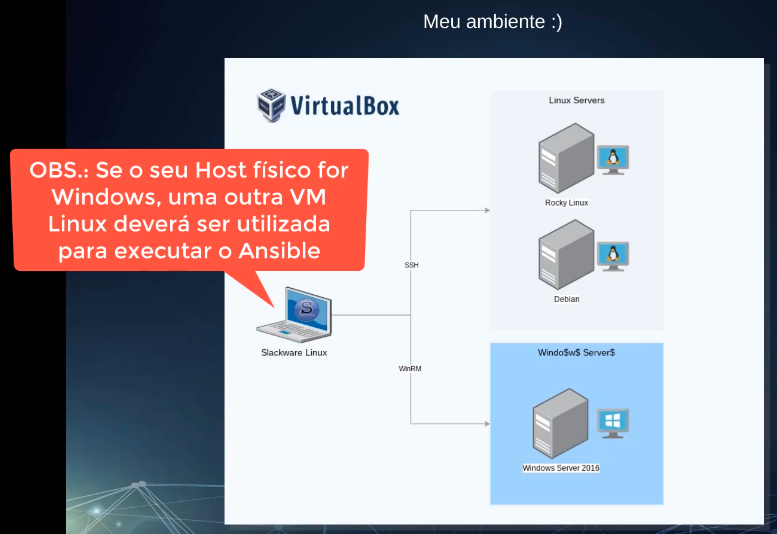 Meu ambiente :)
VirtualBox
Linux Servers
OBS.: Se o seu Host físico for
Windows, uma outra VM
Linux deverá ser utilizada
para executar o Ansible
Rocky Linux
SSH
Debian
S
Slackware Linux
Windo$w$ Server$
WinRM
Windows Server 2016